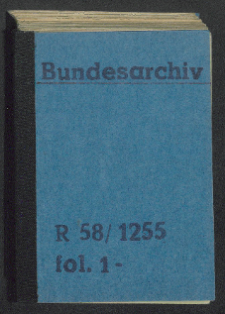 Bundesarchiv
R 58/1255
fol. 1-